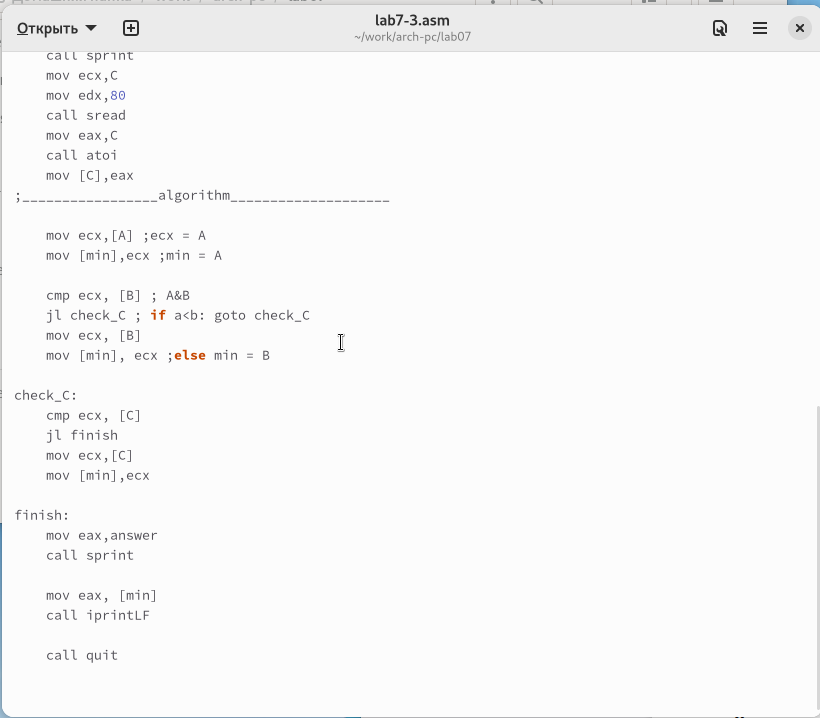 Открыть
lab7-3.asm
~/work/arch-pc/lab07
call sprint
mov ecx,C
mov edx,80
call sread
mov eax,C
call atoi
mov [C],eax
;_________________algorithm____________________
mov ecx,[A] ;ecx = A
mov [min],ecx ;min = A
cmp ecx, [B] ; A&B
jl check_C ; if a<b: goto check_C
mov ecx, [B]
mov [min], ecx ;else min = B
check_C:
cmp ecx, [C]
jl finish
mov ecx,[C]
mov [min],ecx
finish:
mov eax,answer
call sprint
mov eax, [min]
call iprintLF
call quit